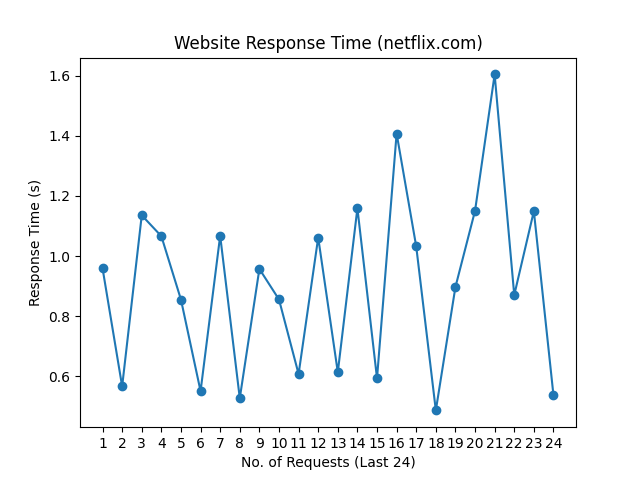 Website Response Time (netflix.com)
1.6
1.4
1.2
1.0
0.8
0.6
Response Time (s)
1 2 3 4 5 6 7 8 9 10 11 12 13 14 15 16 17 18 19 20 21 22 23 24
No. of Requests (Last 24)